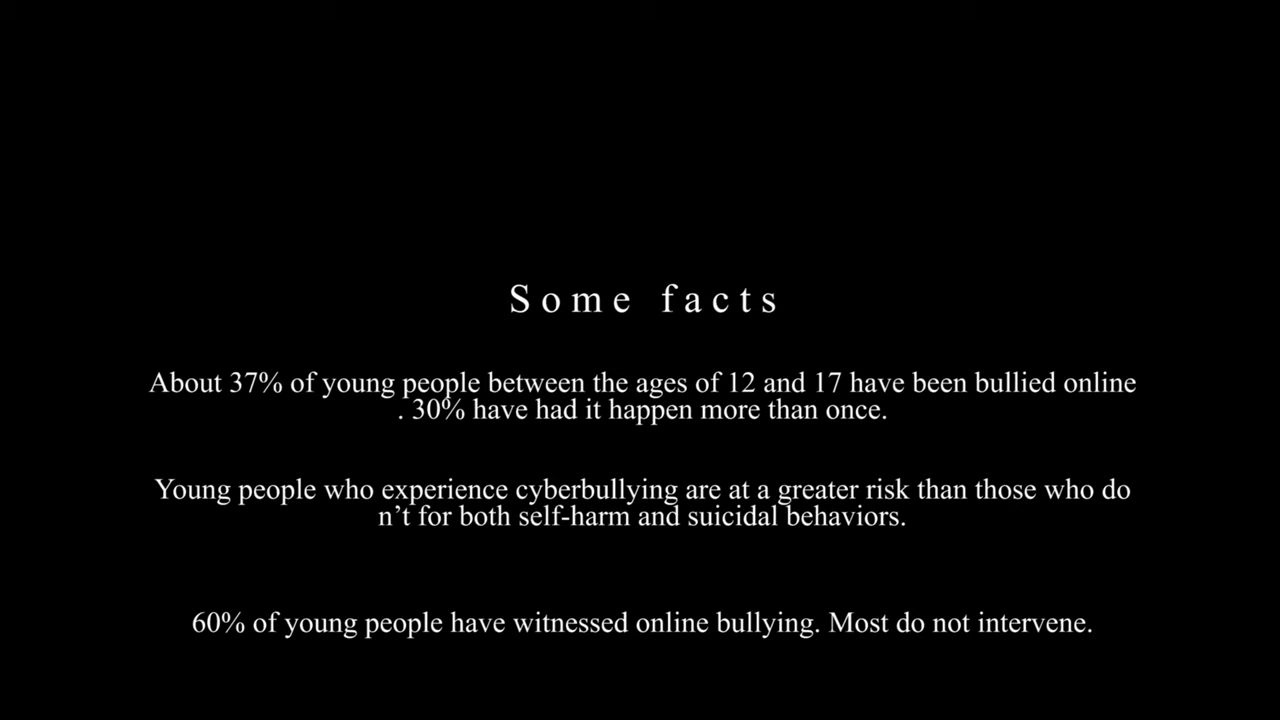 Some facts
About 37% of young people between the ages of 12 and 17 have been bullied online
. 30% have had it happen more than once.
Young people who experience cyberbullying are at a greater risk than those who do
n’t for both self-harm and suicidal behaviors.
60% of young people have witnessed online bullying. Most do not intervene.